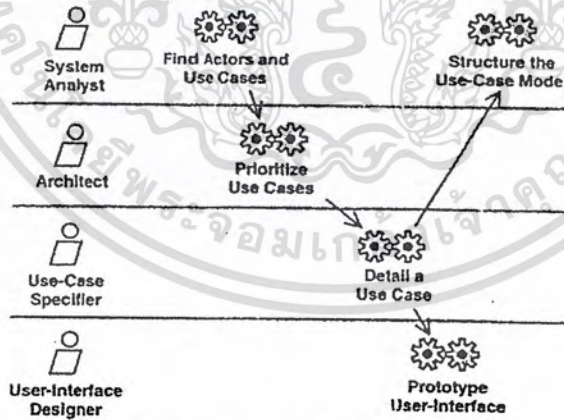 System
Analyst
Find Actors and
Use Cases
Structure the
Use-Case Mode
Architect
Prioritize
Use Cases
Use-Case
Specifier
Detail a
Use Case
User-Interface
Designer
Prototype
User-Interface